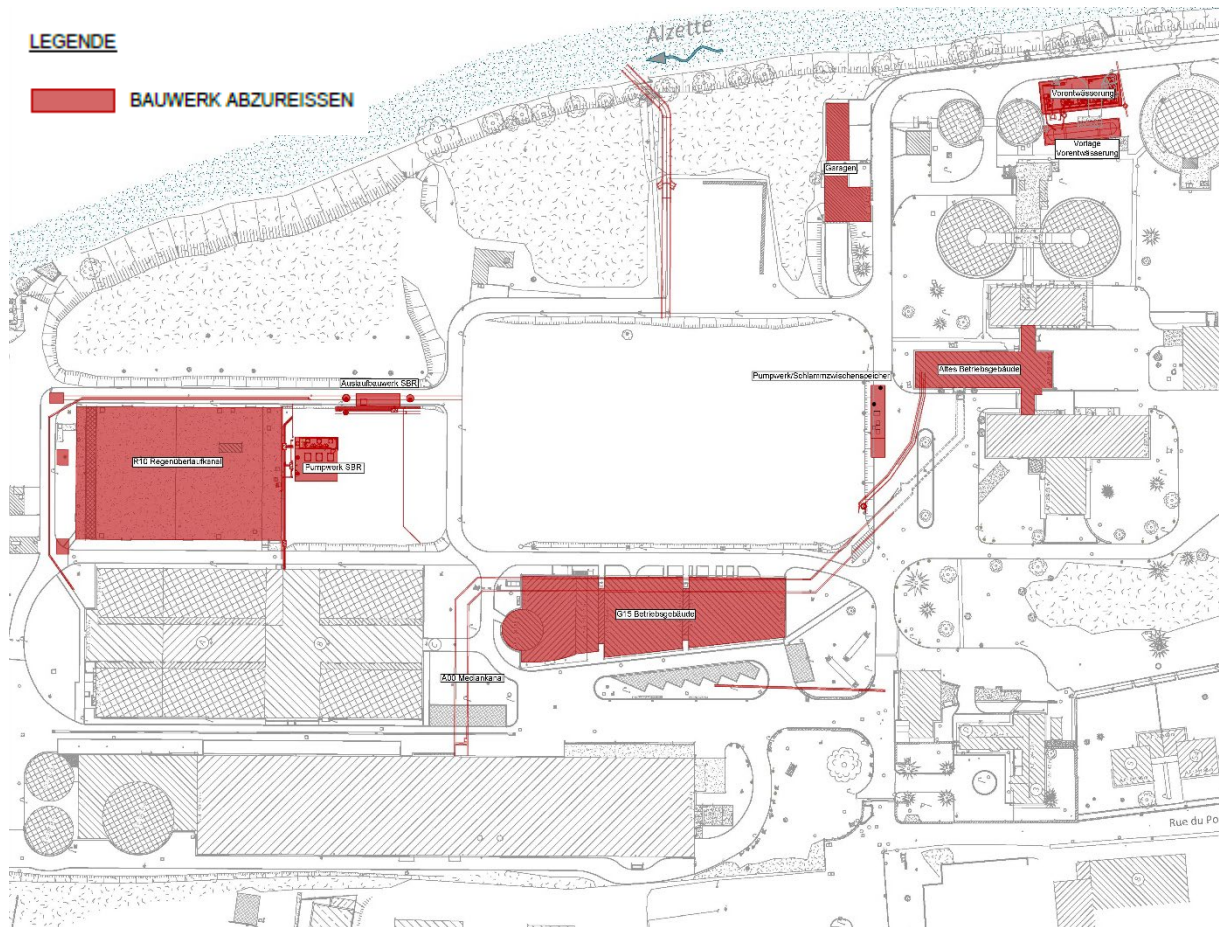 LEGENDE
BAUWERK ABZUREISSEN
Alzette
Vorentwässerung
Vorlage
Vorentwässerung
Garagen
Altes Betriebsgebäude
Pumpwerk/Schlammzwischenspeicher
Auslaufbauwerk SBR
R10 Regenüberlaufkanal
Pumpwerk SBR
G15 Betriebsgebäude
A00 Mediankanal
Rue du Po